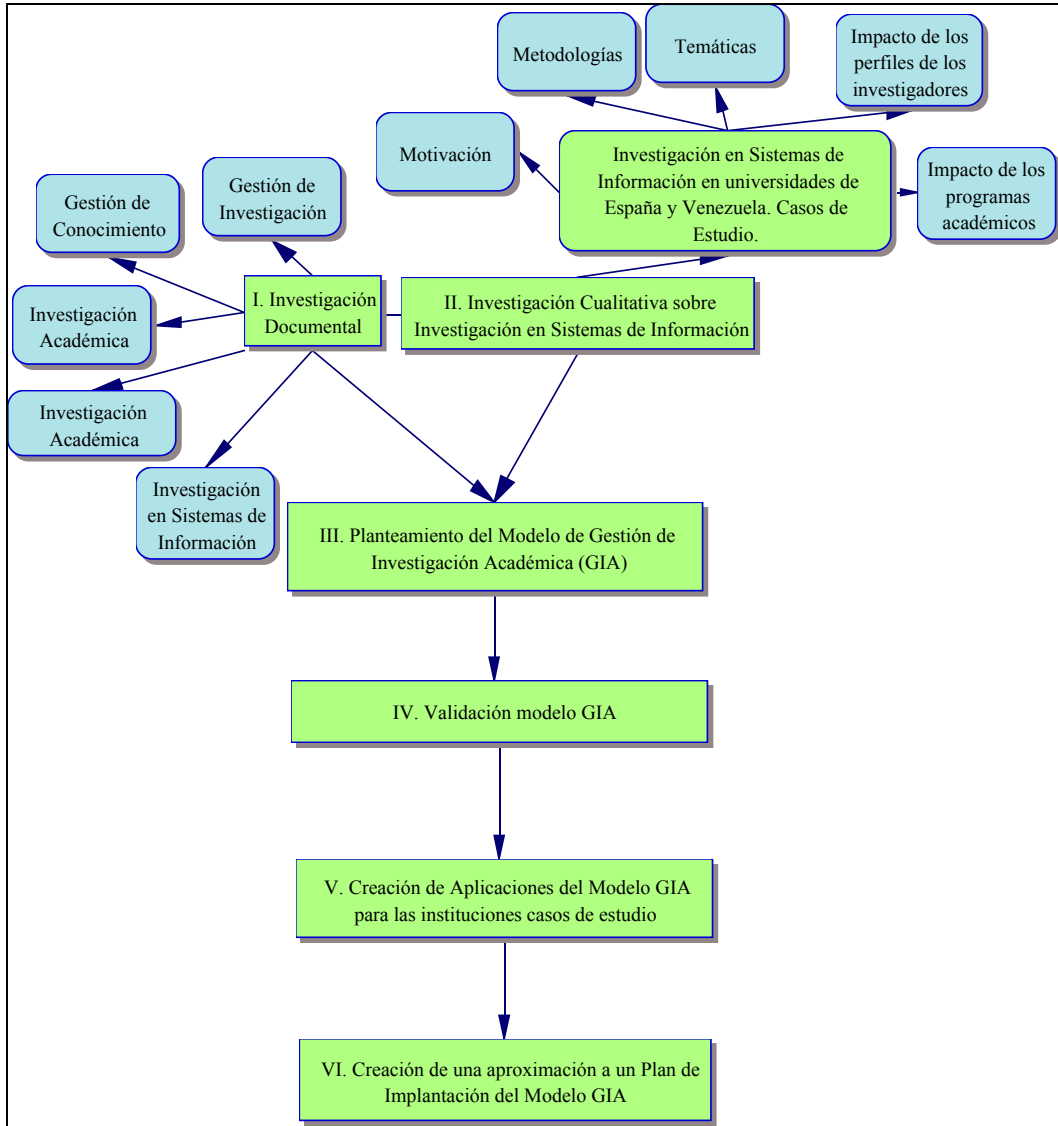 Metodologías
Temáticas
Impacto de los
perfiles de los
investigadores
Motivación
Investigación en Sistemas de
Información en universidades de
España y Venezuela. Casos de
Estudio.
Impacto de los
programas
académicos
Gestión de
Investigación
Gestión de
Conocimiento
Investigación
Académica
I. Investigación
Documental
II. Investigación Cualitativa sobre
Investigación en Sistemas de Información
Investigación
Académica
Investigación
en Sistemas de
Información
III. Planteamiento del Modelo de Gestión de
Investigación Académica (GIA)
IV. Validación modelo GIA
V. Creación de Aplicaciones del Modelo GIA
para las instituciones casos de estudio
VI. Creación de una aproximación a un Plan de
Implantación del Modelo GIA